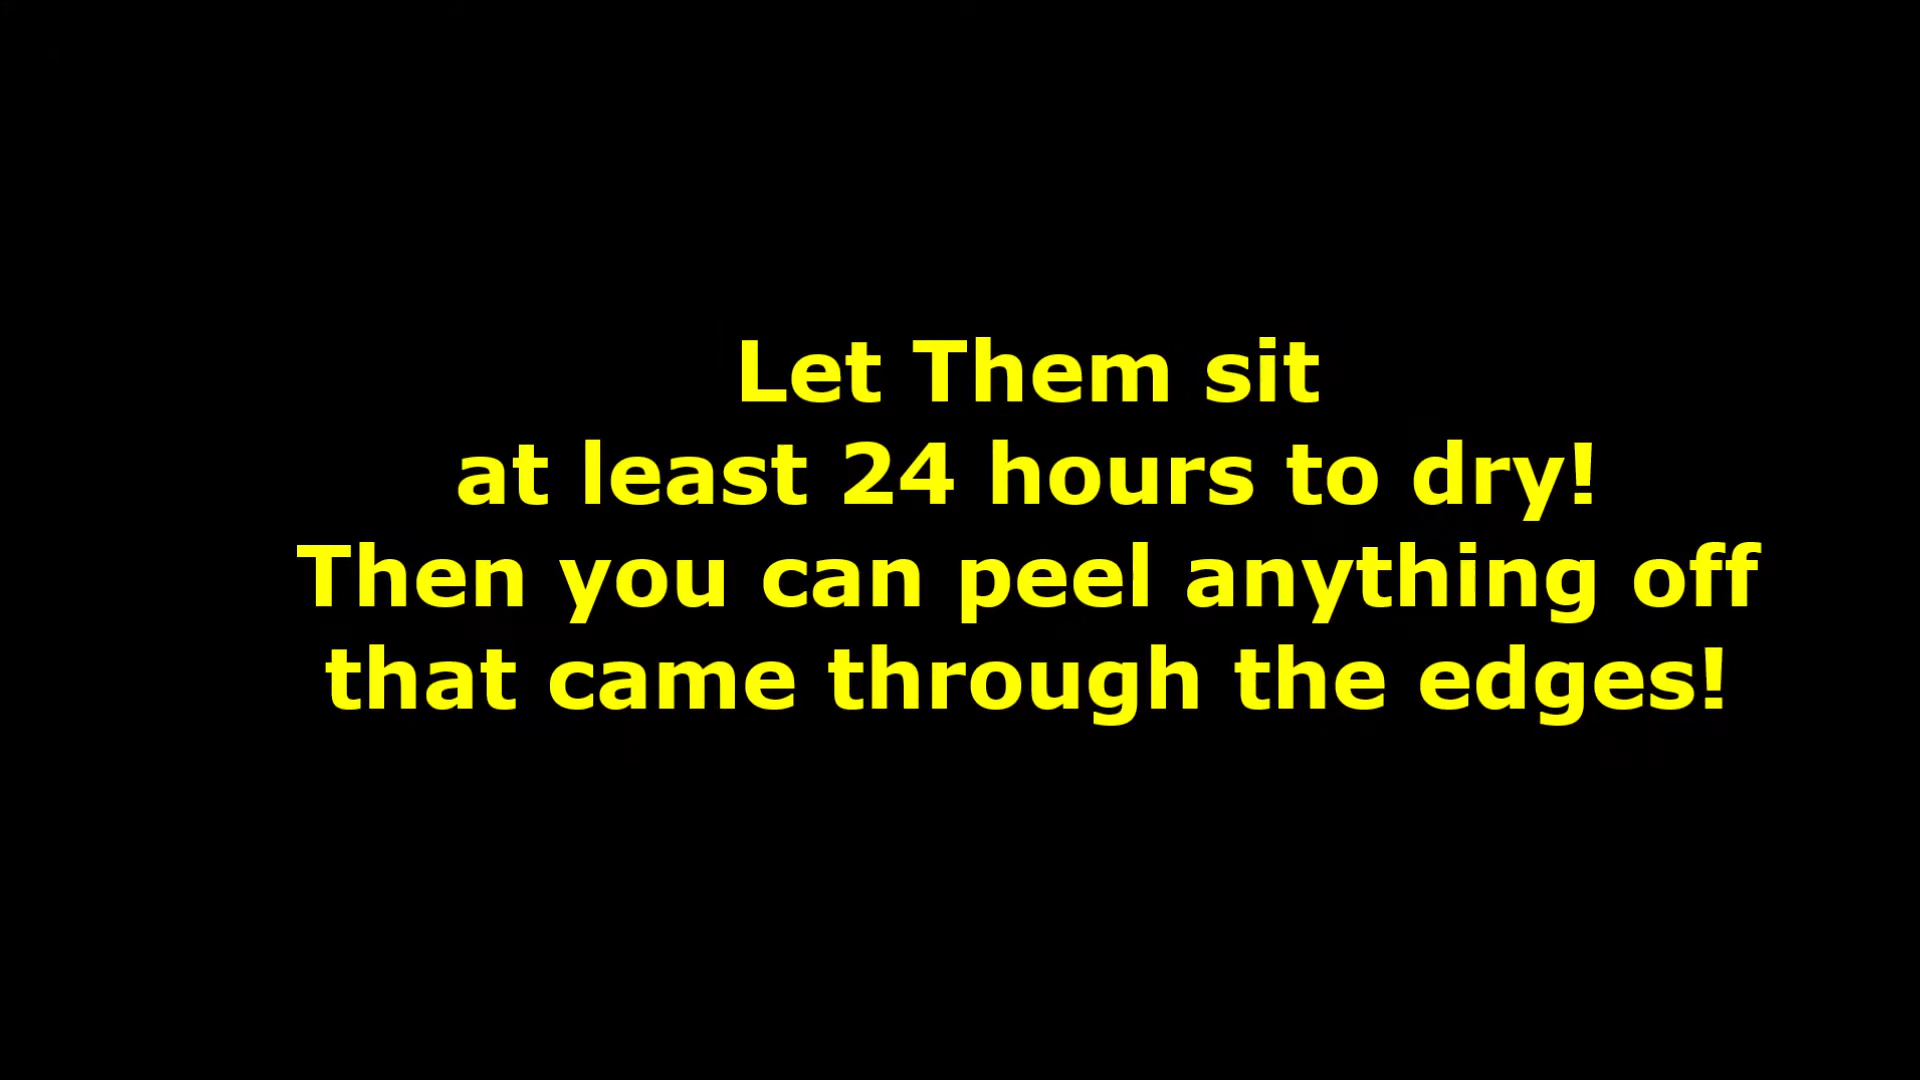 Let Them sit
at least 24 hours to dry!
Then you can peel anything off
that came through the edges!